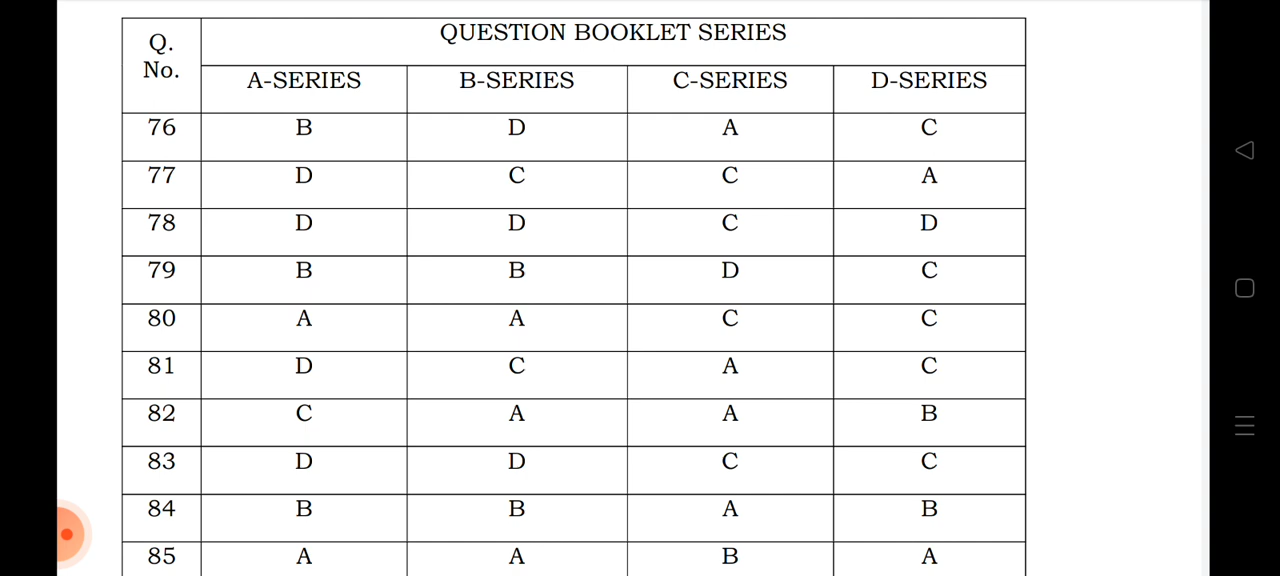 Q. No. QUESTION BOOKLET SERIES
A-SERIES B-SERIES C-SERIES D-SERIES
76 B D A C
77 D C C A
78 D D C D
79 B B D C
80 A A C C
81 D C A C
82 C A A B
83 D D C C
84 B B A B
85 A A B A